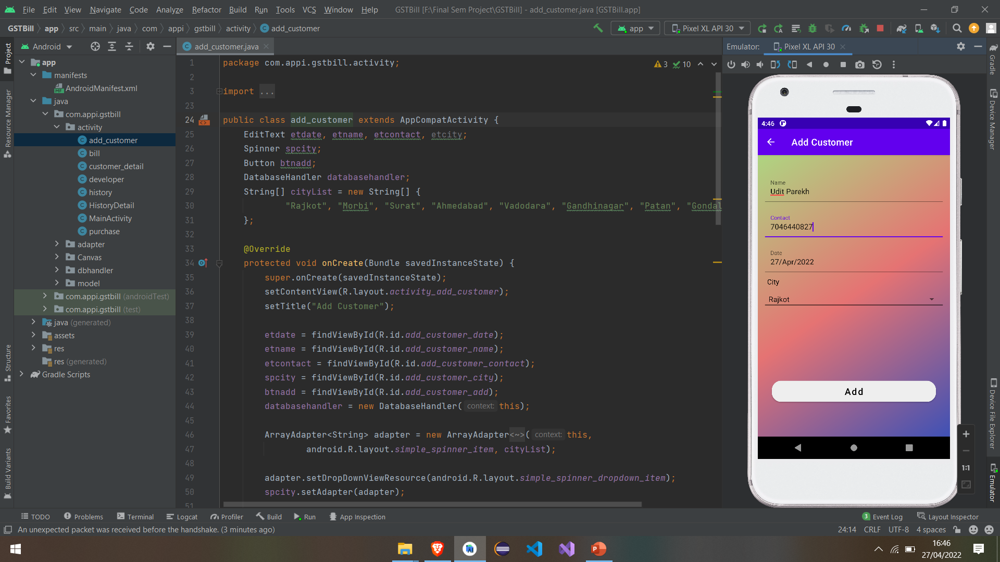 File Edit View Navigate Code Analyze Refactor Build Run Tools VCS Window Help GSTBill [F:\Final Sem Project\GSTBill] - add_customer.java [GSTBill.app]
GSTBill app src main java com appi gstbill activity add_customer app Pixel XL API 30
Project
Resource Manager
Structure
Favorites
Build Variants
Android
app
manifests
AndroidManifest.xml
java
com.appi.gstbill
activity
add_customer
bill
customer_detail
developer
history
HistoryDetail
MainActivity
purchase
adapter
Canvas
dbhandler
model
com.appi.gstbill (androidTest)
com.appi.gstbill (test)
java (generated)
assets
res
res (generated)
Gradle Scripts
add_customer.java
3 10
1 package com.appi.gstbill.activity;
2
3 import ...
23
24 public class add_customer extends AppCompatActivity {
25 EditText etdate, etname, etcontact, etcity;
26 Spinner spcity;
27 Button btnadd;
28 DatabaseHandler databasehandler;
29 String[] cityList = new String[] {
30 "Rajkot", "Morbi", "Surat", "Ahmedabad", "Vadodara", "Gandhinagar", "Patan", "Gondal
31 };
32
33 @Override
34 protected void onCreate(Bundle savedInstanceState) {
35 super.onCreate(savedInstanceState);
36 setContentView(R.layout.activity_add_customer);
37 setTitle("Add Customer");
38
39 etdate = findViewById(R.id.add_customer_date);
40 etname = findViewById(R.id.add_customer_name);
41 etcontact = findViewById(R.id.add_customer_contact);
42 spcity = findViewById(R.id.add_customer_city);
43 btnadd = findViewById(R.id.add_customer_add);
44 databasehandler = new DatabaseHandler( context: this);
45
46 ArrayAdapter<String> adapter = new ArrayAdapter<~>( context: this,
47 android.R.layout.simple_spinner_item, cityList);
48
49 adapter.setDropDownViewResource(android.R.layout.simple_spinner_dropdown_item);
50 spcity.setAdapter(adapter);
51
Emulator: Pixel XL API 30
4:46
Add Customer
Name
Udit Parekh
Contact
7046440827
Date
27/Apr/2022
City
Rajkot
Add
1:1
Gradle
Device Manager
Device File Explorer
Emulator
TODO Problems Terminal Logcat Profiler Build Run App Inspection 3 Event Log Layout Inspector
An unexpected packet was received before the handshake. (3 minutes ago) 24:14 CRLF UTF-8 4 spaces
16:46
27/04/2022